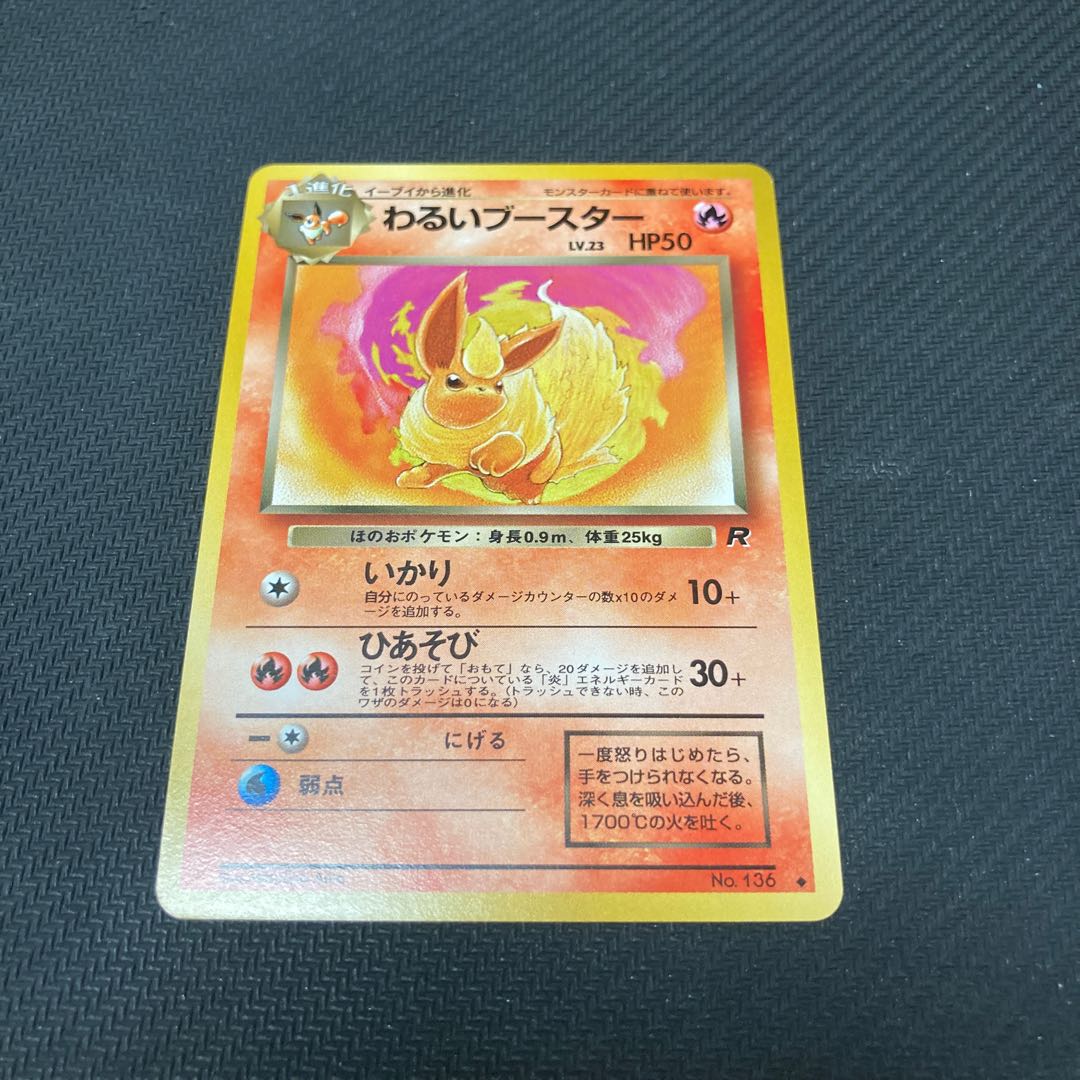 1進化
イーブイから進化
モンスターカードに重ねて使います。
わるいブースター
LV.23 HP50
ほのおポケモン：身長0.9m、体重25kg
R
いかり
自分にのっているダメージカウンターの数x10のダメ
ージを追加する。
10+
ひあそび
コインを投げて「おもて」なら、20ダメージを追加し
て、このカードについている「炎」エネルギーカード
を1枚トラッシュする。（トラッシュできない時、この
ワザのダメージは0になる）
30+
にげる
弱点
一度怒りはじめたら、
手をつけられなくなる。
深く息を吸い込んだ後、
1700℃の火を吐く。
No. 136